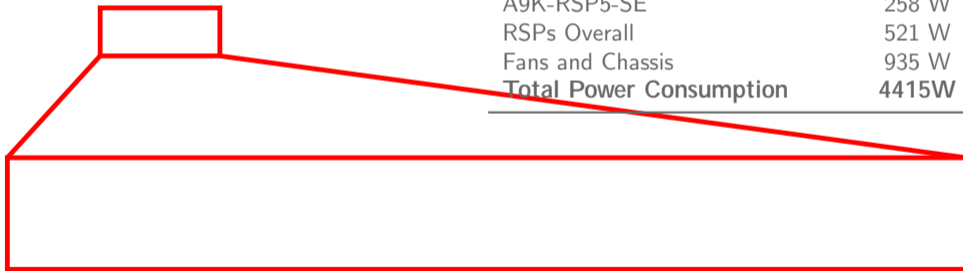 A9K-RSP5-SE 258 W
RSPs Overall 521 W
Fans and Chassis 935 W
Total Power Consumption 4415W